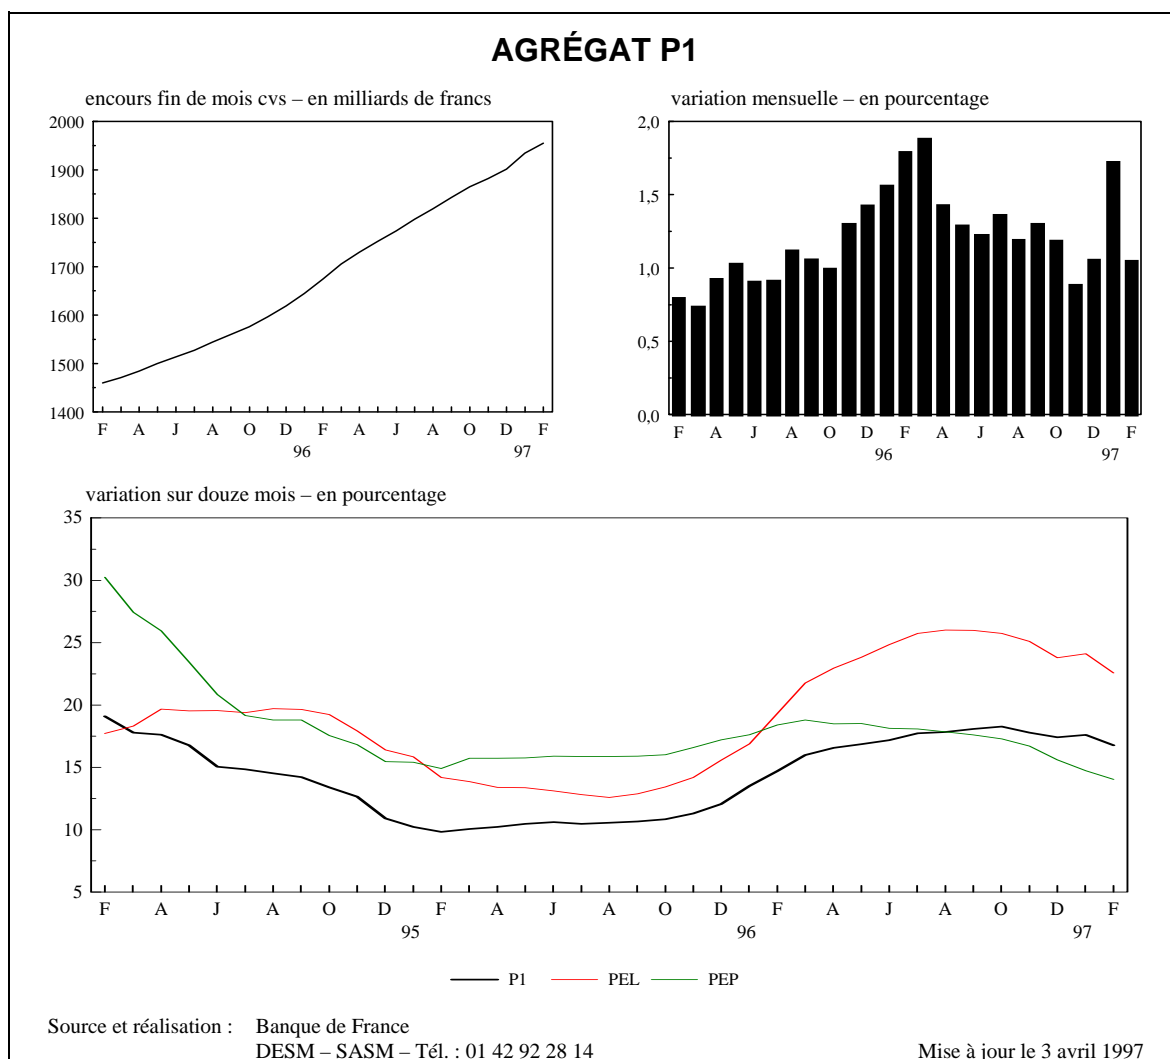 AGRÉGAT P1
encours fin de mois cvs – en milliards de francs
2000
1900
1800
1700
1600
1500
1400
F A J A O D F A J A O D F
96 97
variation mensuelle – en pourcentage
2,0
1,5
1,0
0,5
0,0
F A J A O D F A J A O D F
96 97
variation sur douze mois – en pourcentage
35
30
25
20
15
10
5
F A J A O D F A J A O D F A J A O D F
95 96 97
P1 PEL PEP
Source et réalisation : Banque de France
DESM – SASM – Tél. : 01 42 92 28 14 Mise à jour le 3 avril 1997